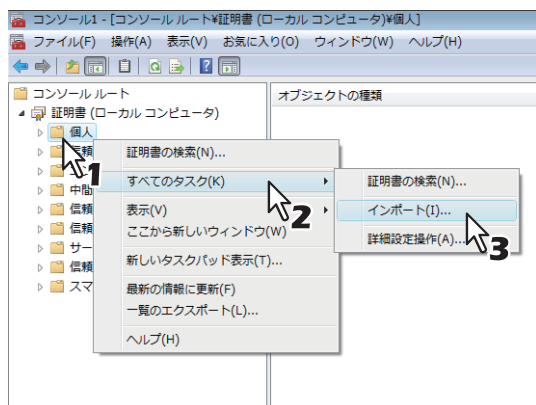 コンソール1 - [コンソール ルート¥証明書 (ローカル コンピュータ)¥個人]
ファイル(F) 操作(A) 表示(V) お気に入り(O) ウィンドウ(W) ヘルプ(H)
コンソール ルート
オブジェクトの種類
証明書 (ローカル コンピュータ)
個人
1
中間
信頼
信頼
サー
信頼
スマ
証明書の検索(N)...
すべてのタスク(K)
2
表示(V)
ここから新しいウィンドウ(W)
新しいタスクパッド表示(T)...
最新の情報に更新(F)
一覧のエクスポート(L)...
ヘルプ(H)
証明書の検索(N)...
インポート(I)...
3
詳細設定操作(A)...